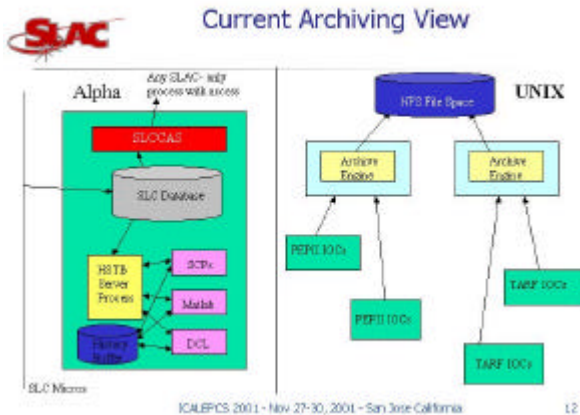 SLAC
Current Archiving View
Alpha
Any SLAC- only
process with access
UNIX
NFS File Space
SLCCAS
Archive
Engine
Archive
Engine
SLC Database
PEPII IOCs
HSTB
Server
Process
SCPs
Matlab
DCL
History
Buffer
PEPII IOCs
TARF IOCs
TARF IOCs
SLC Micros
ICALEPCS 2001 - Nov 27-30, 2001 - San Jose California
12